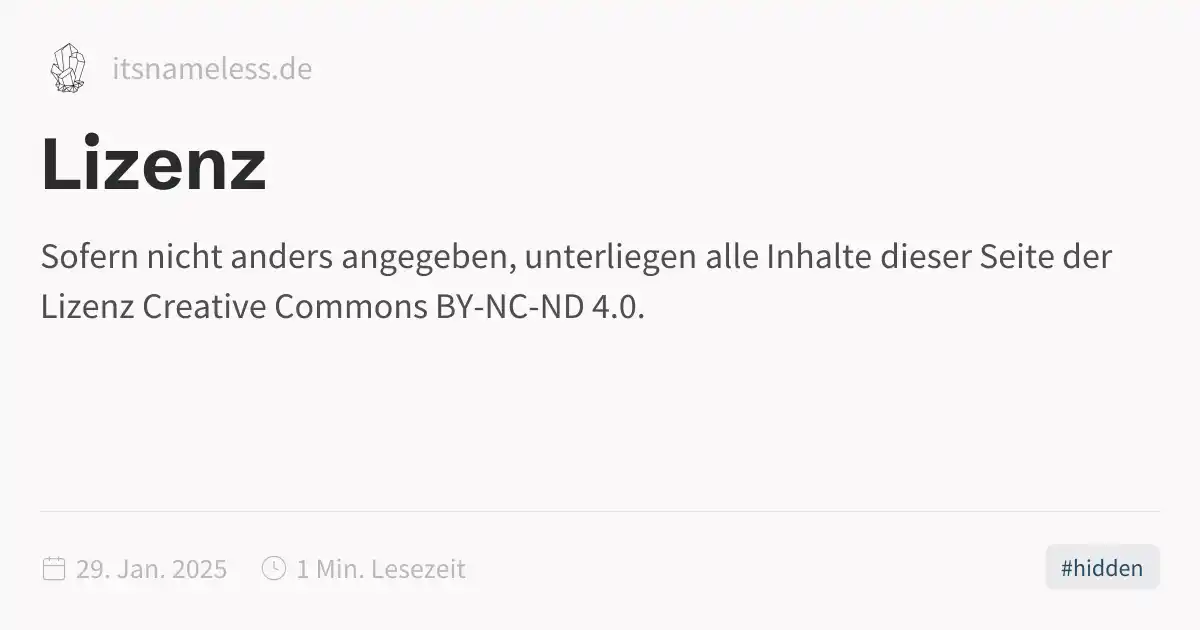 itsnameless.de
Lizenz
Sofern nicht anders angegeben, unterliegen alle Inhalte dieser Seite der
Lizenz Creative Commons BY-NC-ND 4.0.
29. Jan. 2025
1 Min. Lesezeit
#hidden